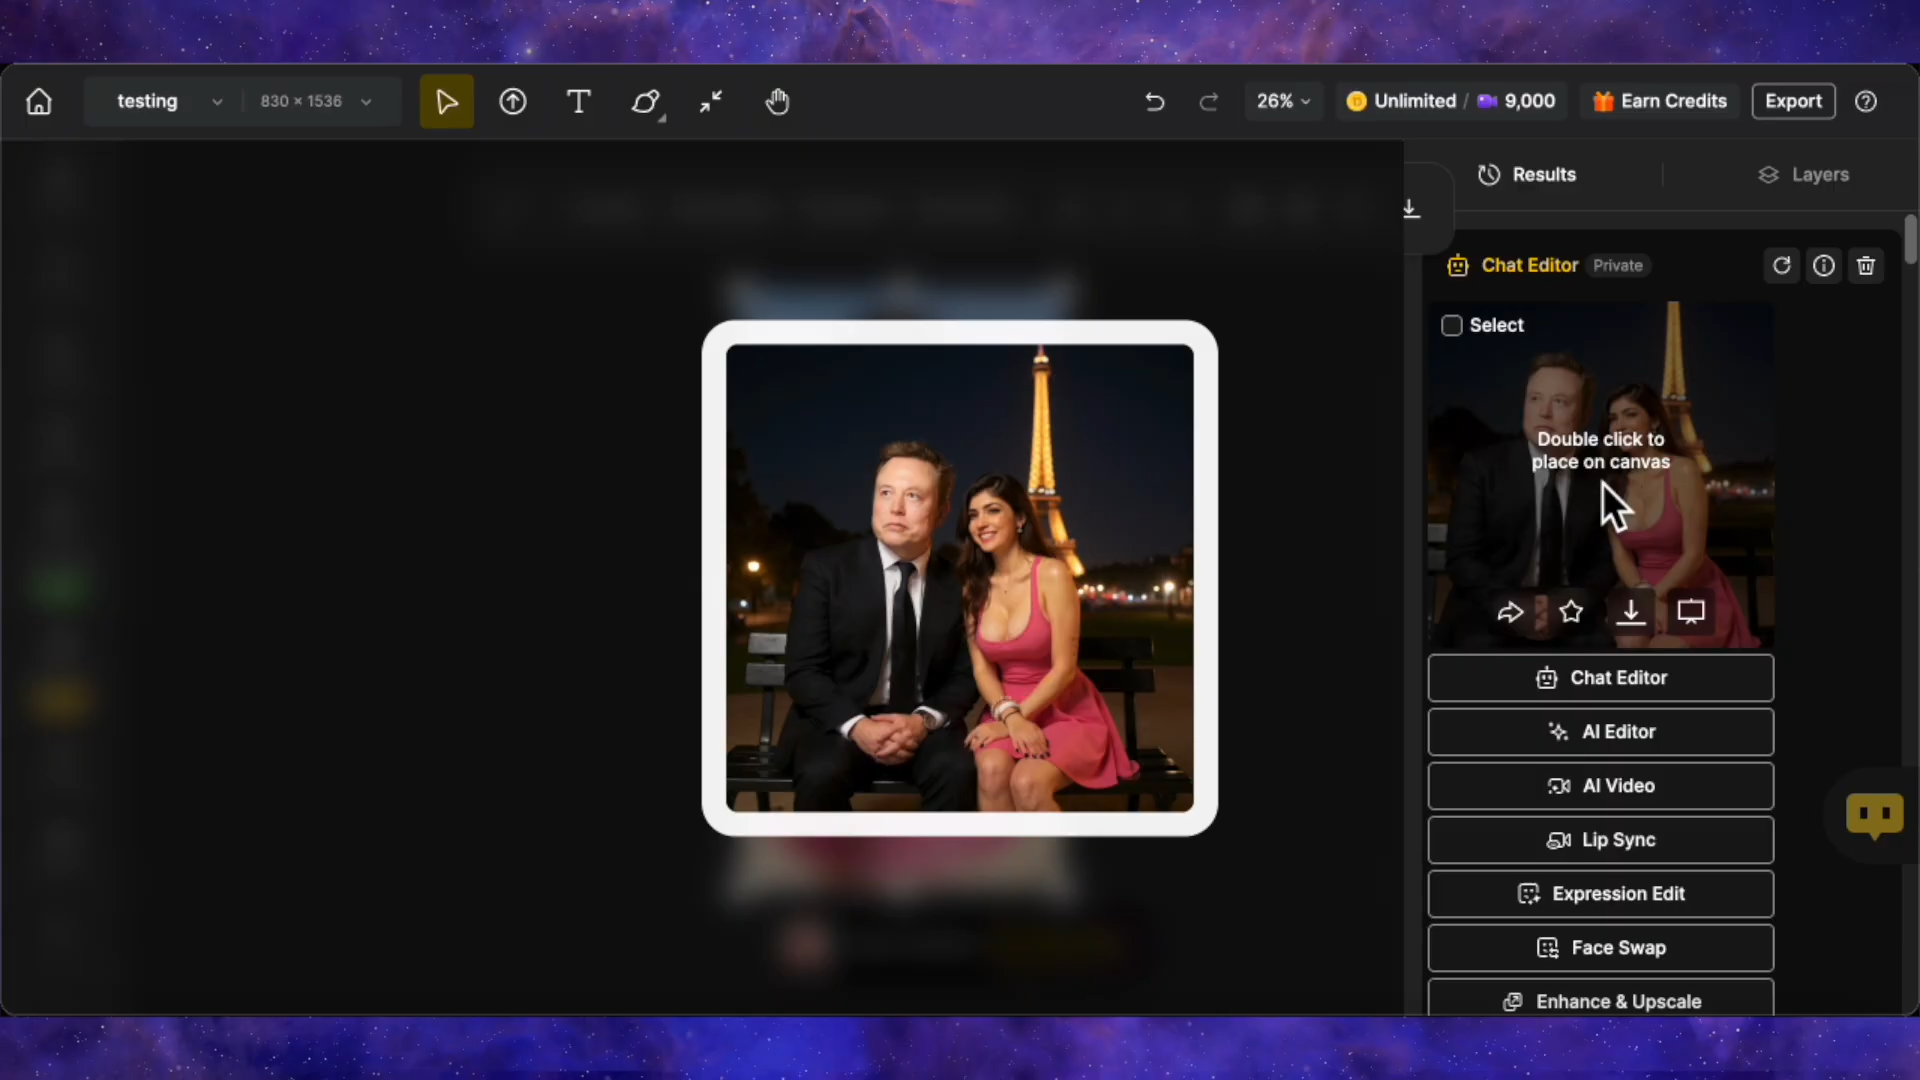 testing
830 × 1536
26%
Unlimited / 9,000
Earn Credits
Export
Results
Layers
Chat Editor
Private
Select
Double click to
place on canvas
Chat Editor
AI Editor
AI Video
Lip Sync
Expression Edit
Face Swap
Enhance & Upscale